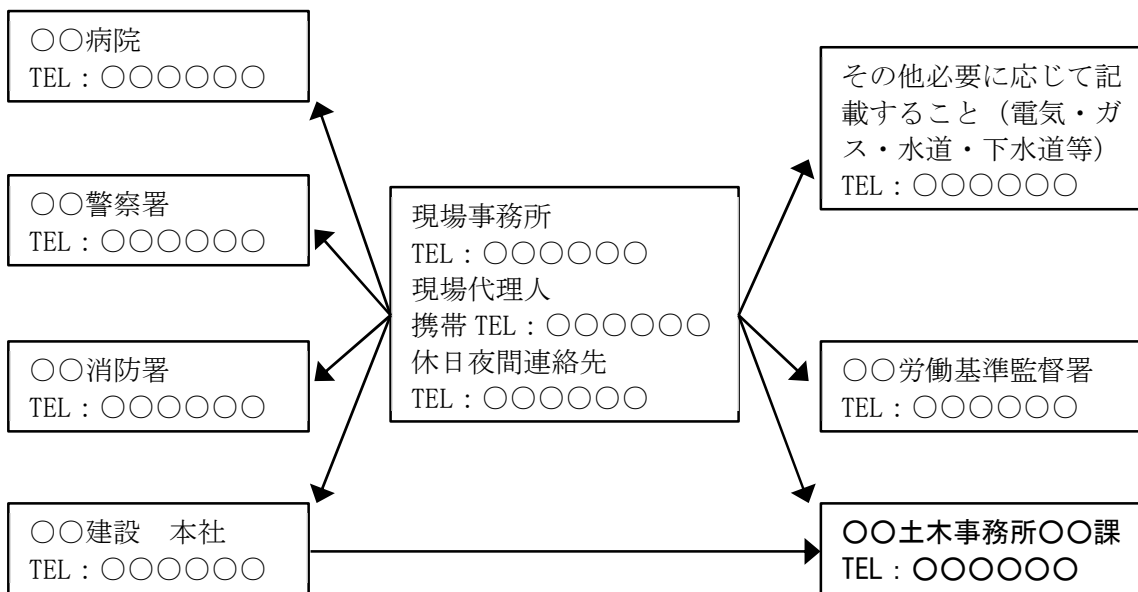 ○○病院
TEL：○○○○○○
○○警察署
TEL：○○○○○○
○○消防署
TEL：○○○○○○
○○建設　本社
TEL：○○○○○○
現場事務所
TEL：○○○○○○
現場代理人
携帯 TEL：○○○○○○
休日夜間連絡先
TEL：○○○○○○
その他必要に応じて記
載すること（電気・ガ
ス・水道・下水道等）
TEL：○○○○○○
○○労働基準監督署
TEL：○○○○○○
○○土木事務所○○課
TEL：○○○○○○